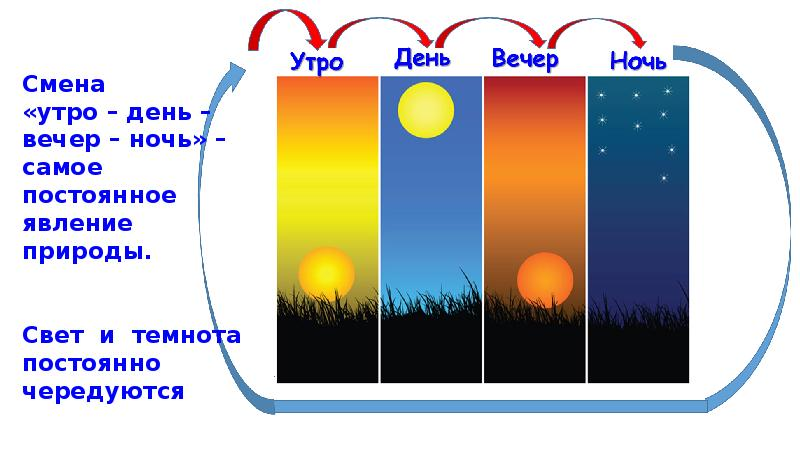 Утро День Вечер Ночь
Смена
«утро – день –
вечер – ночь» –
самое
постоянное
явление
природы.
Свет и темнота
постоянно
чередуются